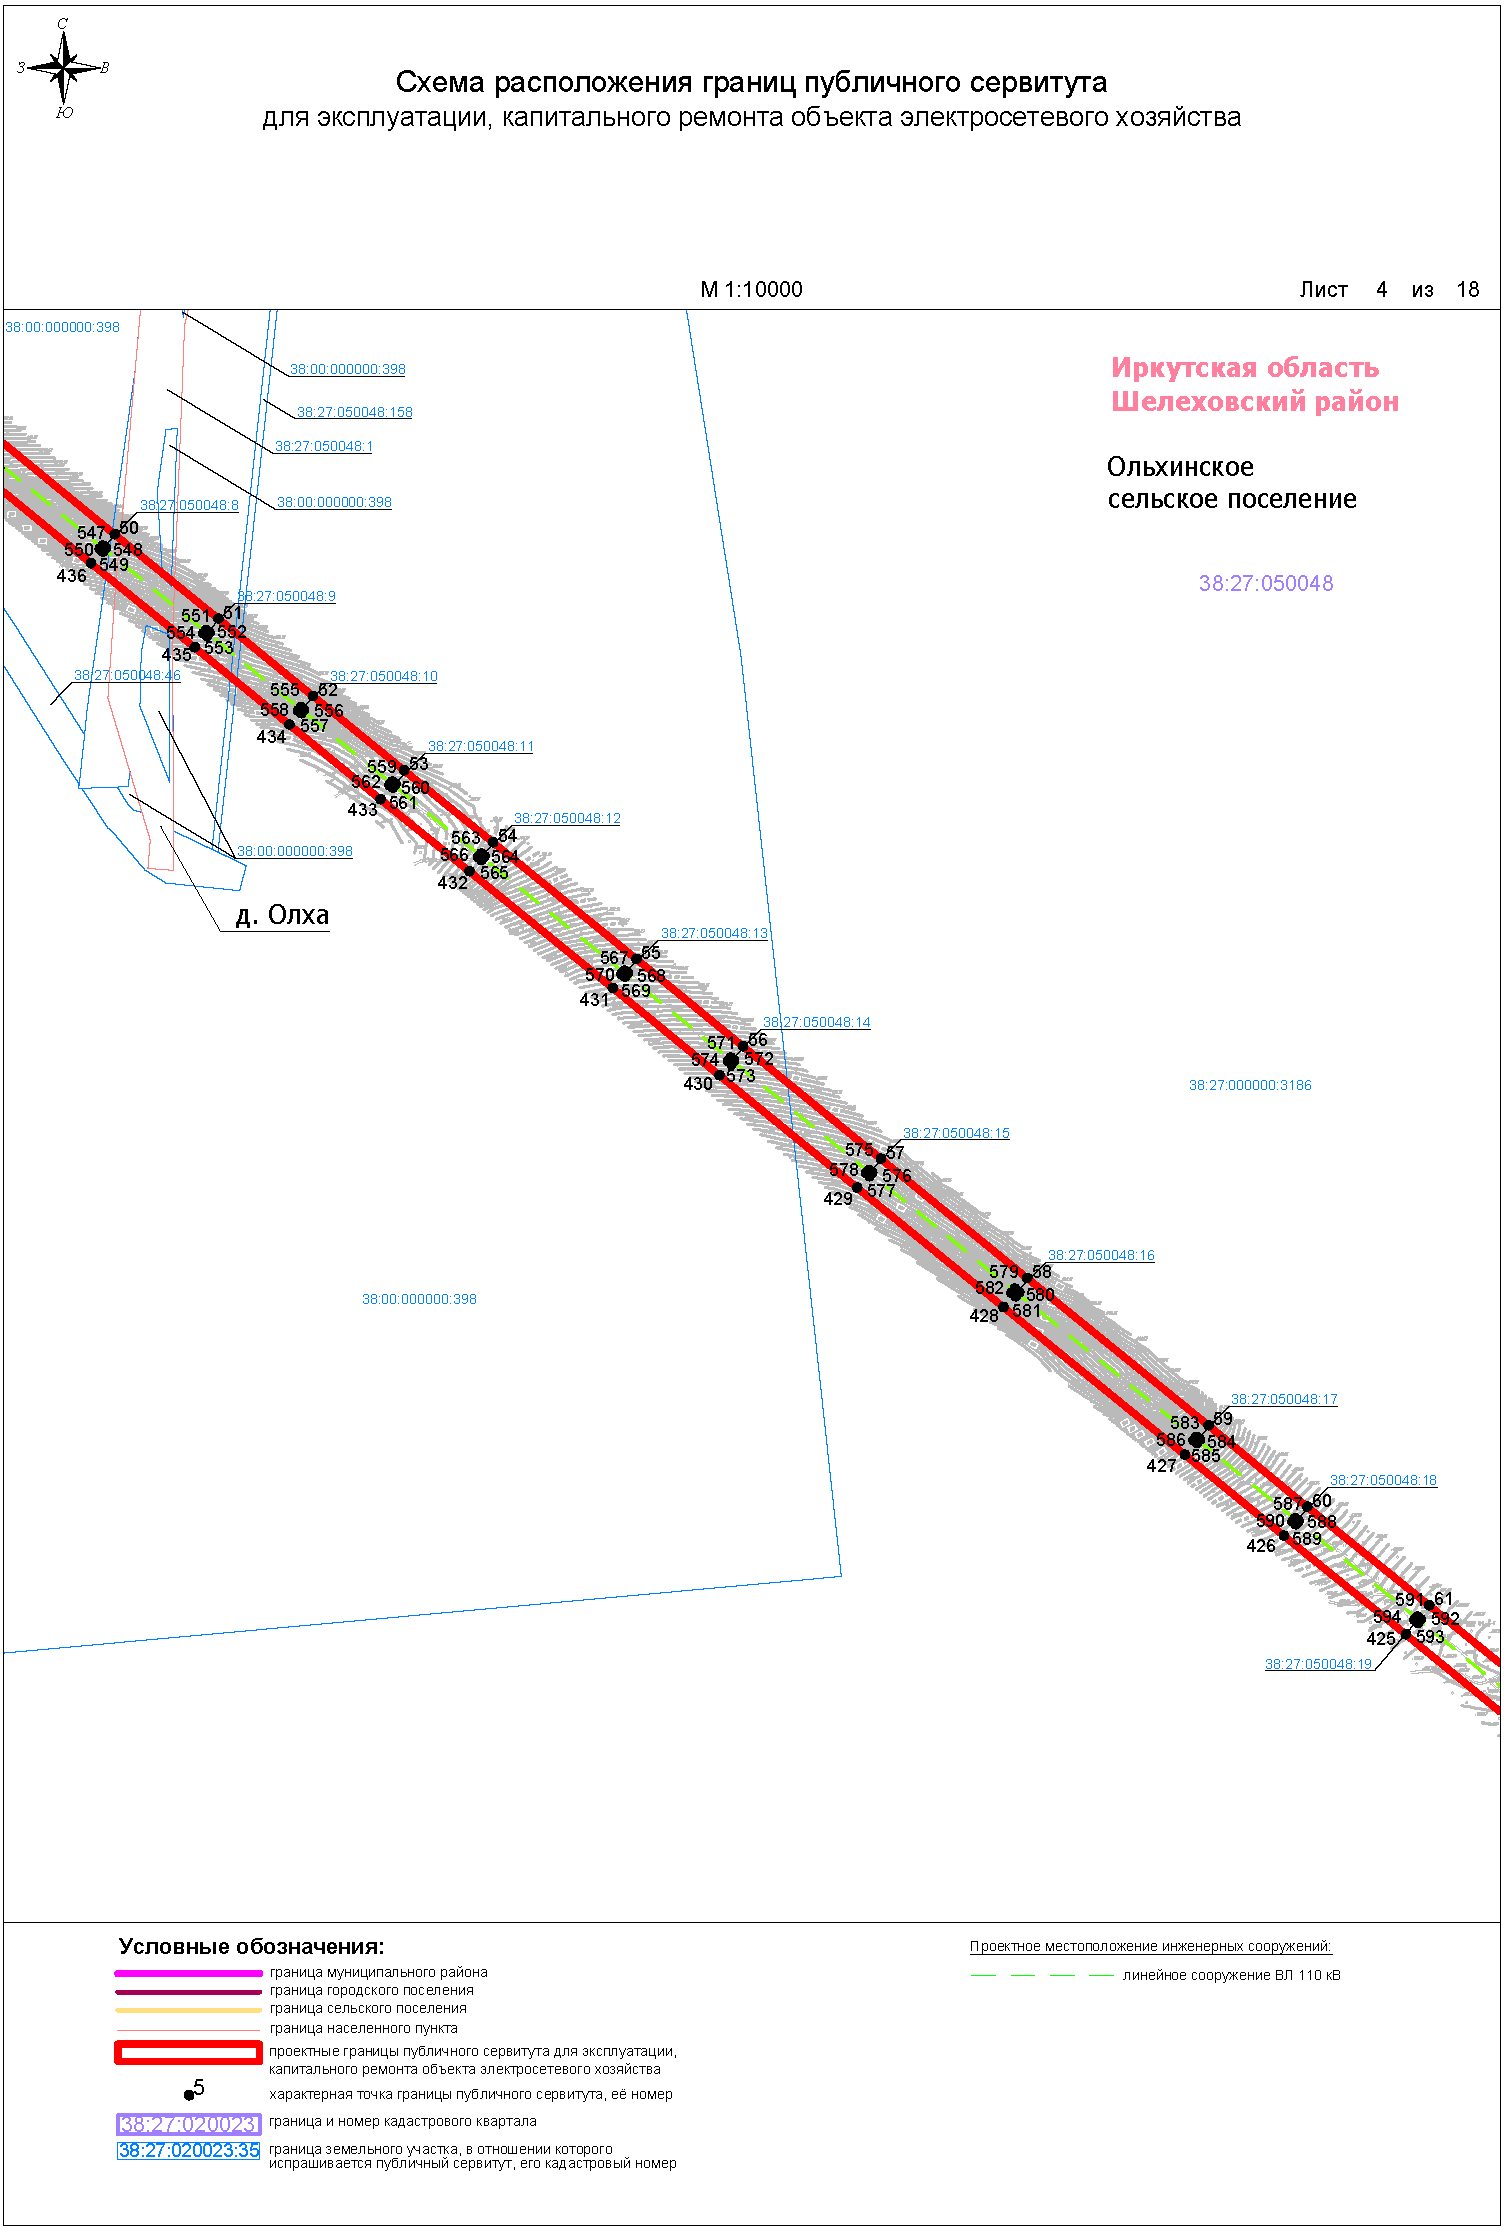 С
З В
Ю
Схема расположения границ публичного сервитута
для эксплуатации, капитального ремонта объекта электросетевого хозяйства
М 1:10000
Лист 4 из 18
38:00:000000:398
38:00:000000:398
38:27:050048:158
38:27:050048:1
38:00:000000:398
Иркутская область
Шелеховский район
Ольхинское
сельское поселение
38:27:050048
38:27:050048:8
547 50
550 548
436 549
38:27:050048:9
551 51
554 552
435 553
38:27:050048:46
38:27:050048:10
555 52
558 556
434 557
38:27:050048:11
559 53
562 560
433 561
38:27:050048:12
563 54
566 564
432 565
38:00:000000:398
д. Олха
38:27:050048:13
567 55
570 568
431 569
38:27:050048:14
571 56
574 572
430 573
38:27:000000:3186
38:27:050048:15
575 57
578 576
429 577
38:27:050048:16
579 58
582 580
428 581
38:00:000000:398
38:27:050048:17
583 59
586 584
427 585
38:27:050048:18
587 60
590 588
426 589
591 61
594 592
425 593
38:27:050048:19
Условные обозначения:
граница муниципального района
граница городского поселения
граница сельского поселения
граница населенного пункта
проектные границы публичного сервитута для эксплуатации,
капитального ремонта объекта электросетевого хозяйства
5
характерная точка границы публичного сервитута, её номер
38:27:020023
граница и номер кадастрового квартала
38:27:020023:35
граница земельного участка, в отношении которого
испрашивается публичный сервитут, его кадастровый номер
Проектное местоположение инженерных сооружений:
линейное сооружение ВЛ 110 кВ